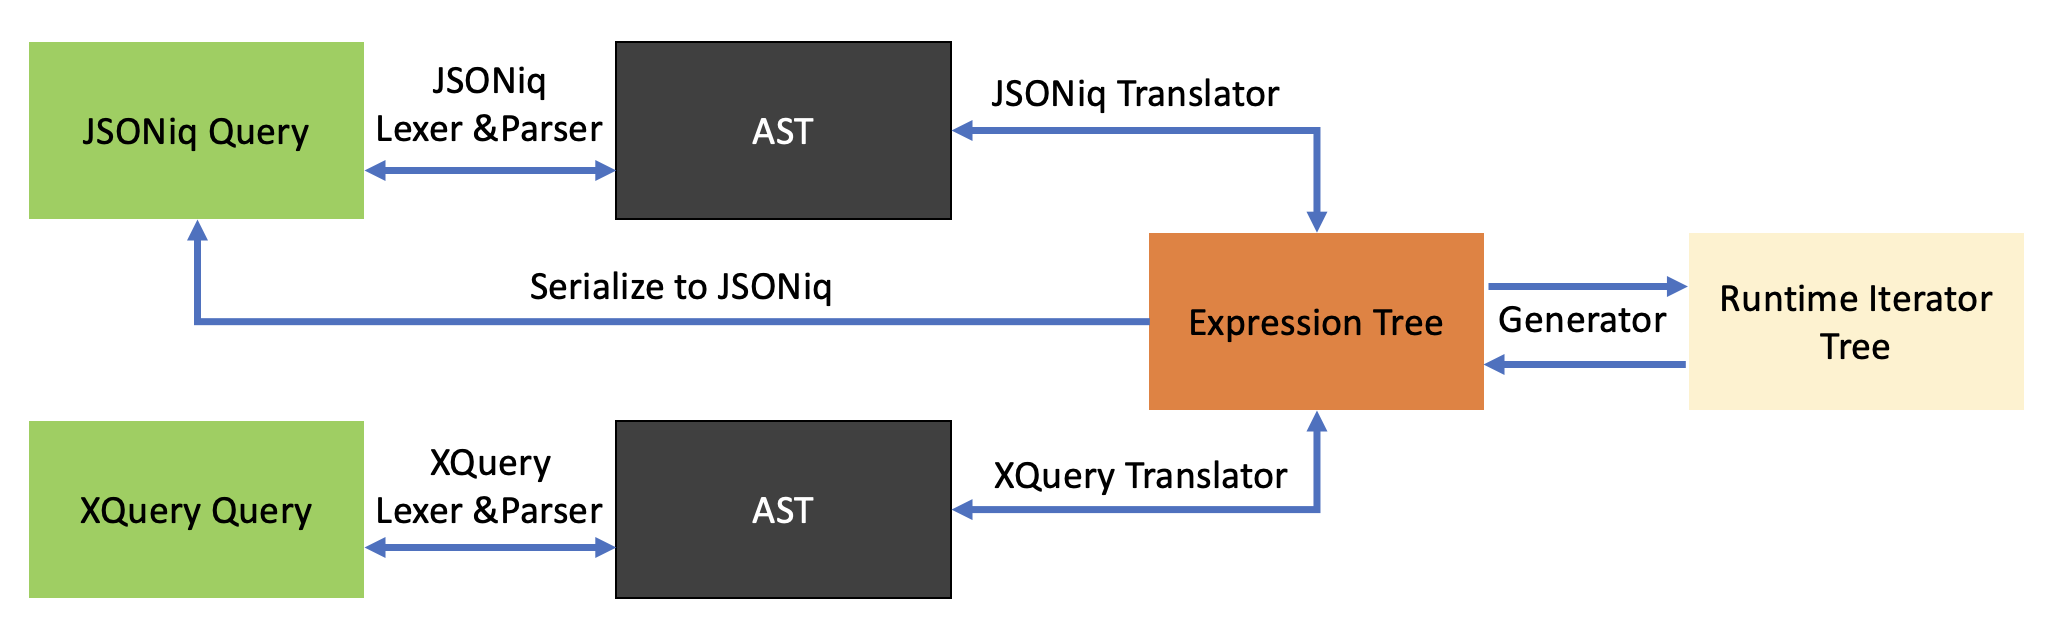 JSONiq Query
JSONiq
Lexer &Parser
AST
JSONiq Translator
Serialize to JSONiq
Expression Tree
Generator
Runtime Iterator
Tree
XQuery Query
XQuery
Lexer &Parser
AST
XQuery Translator